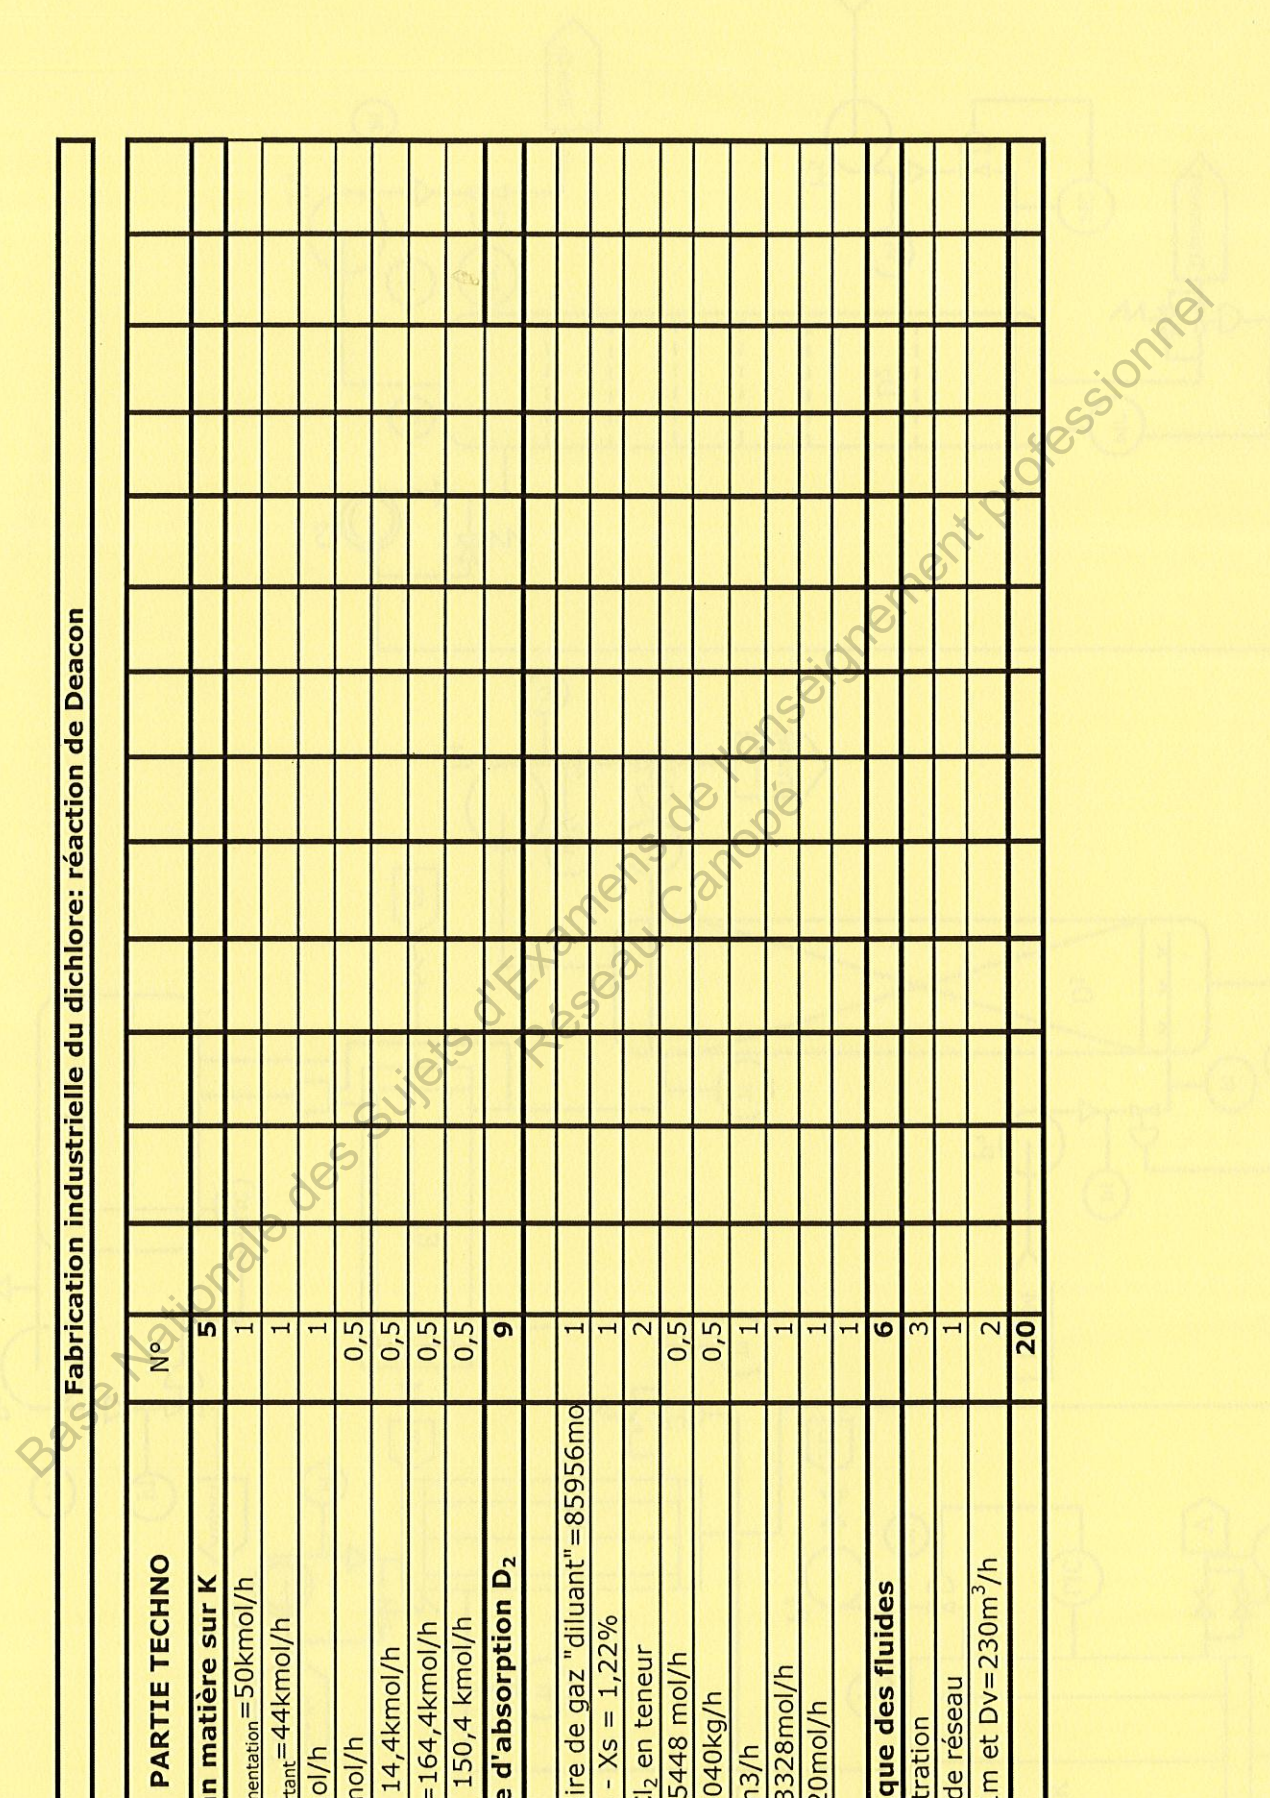 Fabrication industrielle du dichlore: réaction de Deacon
PARTIE TECHNO N°
n matière sur K 5
mentation=50kmol/h 1
tant=44kmol/h 1
ol/h 1
nol/h 0,5
14,4kmol/h 0,5
=164,4kmol/h 0,5
150,4 kmol/h 0,5
e d'absorption D₂ 9
ire de gaz "diluant"=85956mo 1
- Xs = 1,22% 1
Cl₂ en teneur 2
5448 mol/h 0,5
040kg/h 0,5
n3/h 1
3328mol/h 1
20mol/h 1
1
que des fluides 6
tration 3
de réseau 1
m et Dv=230m³/h 2
20
Base Nationale des Sujets d'Examens de l'enseignement professionnel
Réseau Canopé